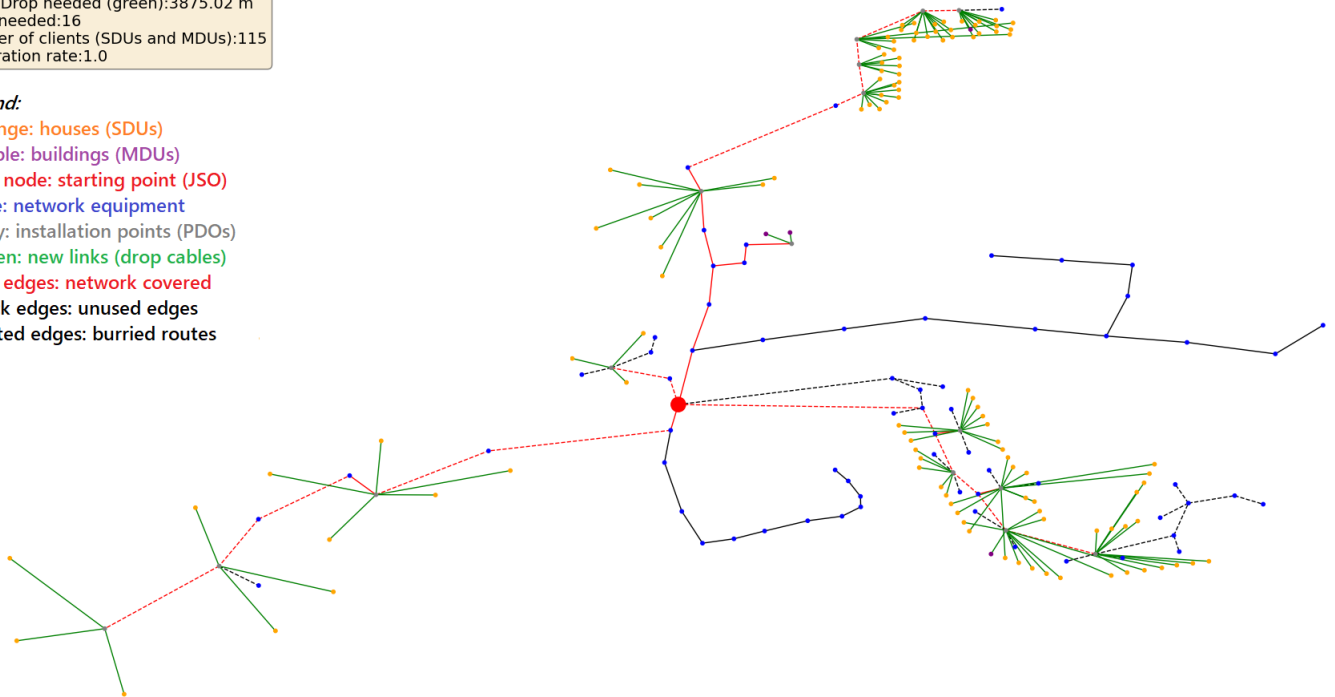 Drop needed (green):3875.02 m
needed:16
er of clients (SDUs and MDUs):115
ration rate:1.0
nd:
nge: houses (SDUs)
ple: buildings (MDUs)
node: starting point (JSO)
e: network equipment
y: installation points (PDOs)
en: new links (drop cables)
edges: network covered
k edges: unused edges
ted edges: burried routes